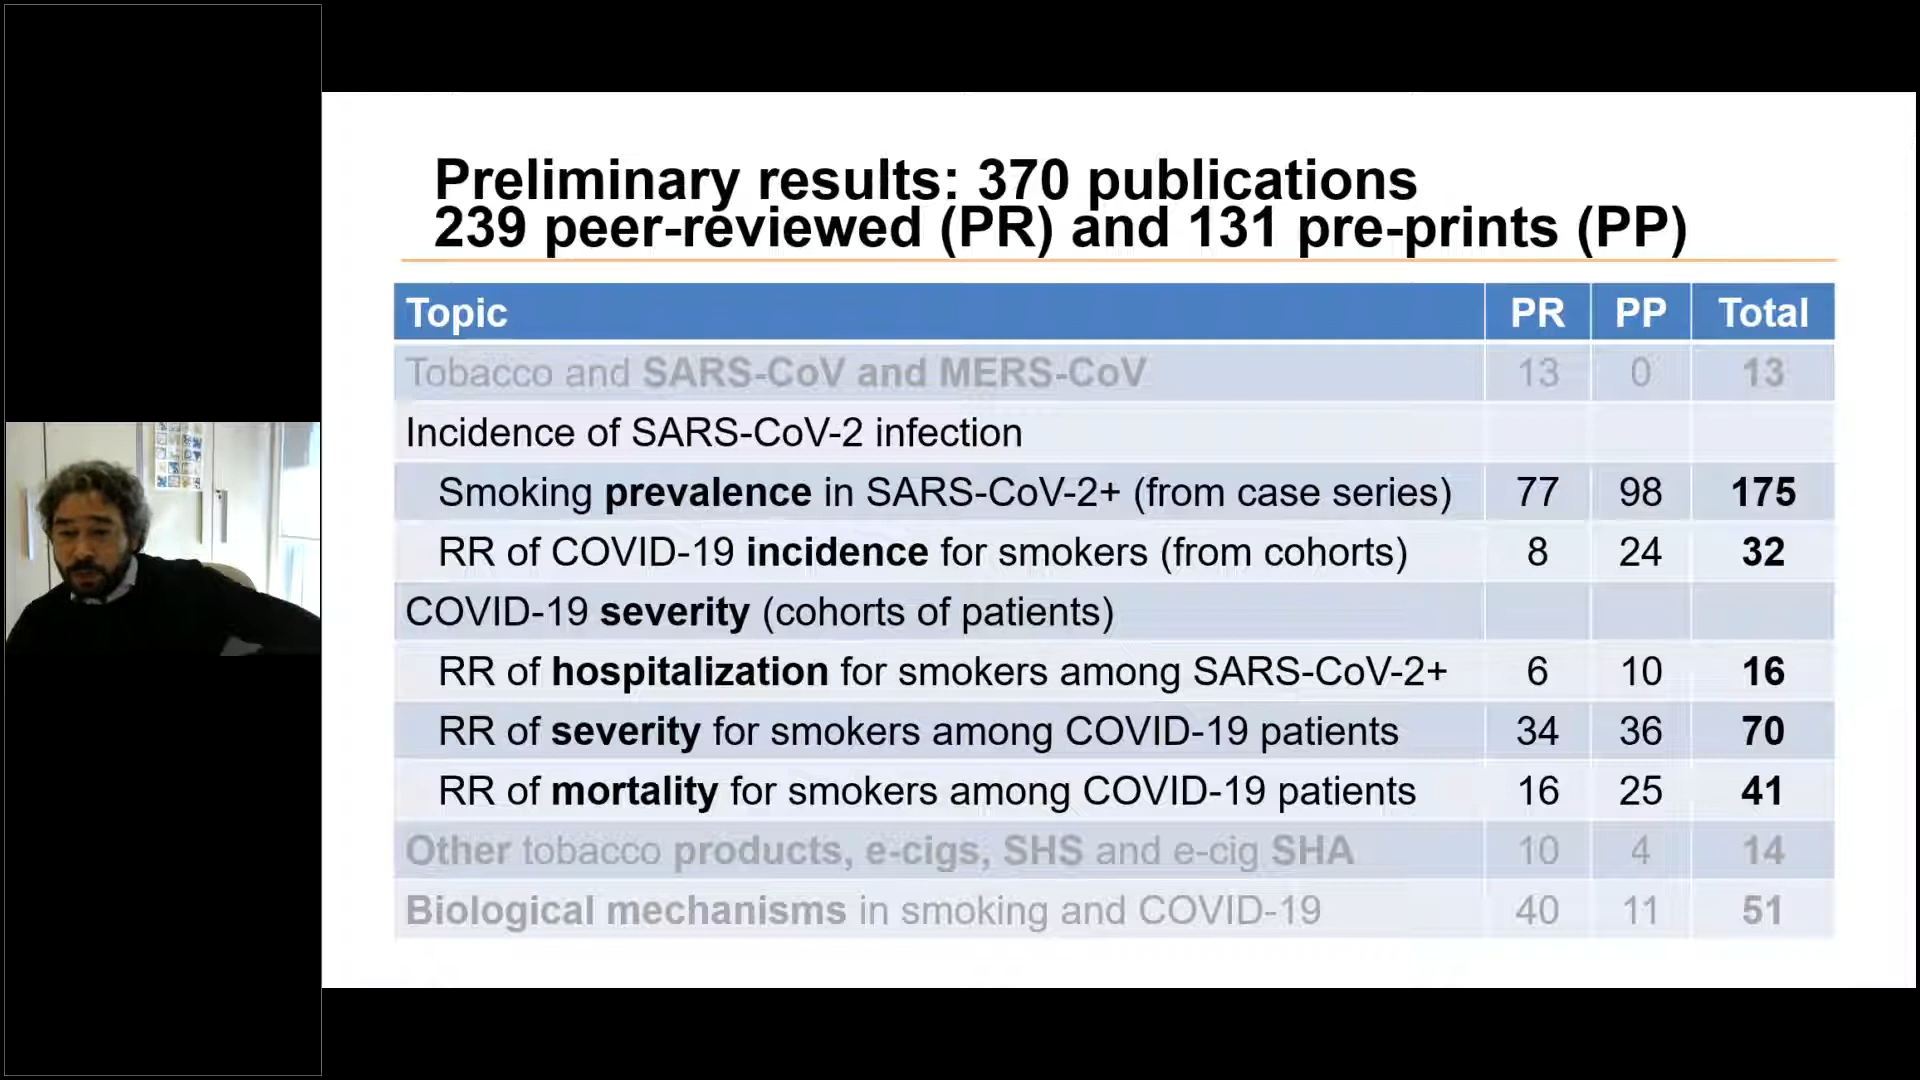 Preliminary results: 370 publications
239 peer-reviewed (PR) and 131 pre-prints (PP)
Topic PR PP Total
Tobacco and SARS-CoV and MERS-CoV 13 0 13
Incidence of SARS-CoV-2 infection
Smoking prevalence in SARS-CoV-2+ (from case series) 77 98 175
RR of COVID-19 incidence for smokers (from cohorts) 8 24 32
COVID-19 severity (cohorts of patients)
RR of hospitalization for smokers among SARS-CoV-2+ 6 10 16
RR of severity for smokers among COVID-19 patients 34 36 70
RR of mortality for smokers among COVID-19 patients 16 25 41
Other tobacco products, e-cigs, SHS and e-cig SHA 10 4 14
Biological mechanisms in smoking and COVID-19 40 11 51